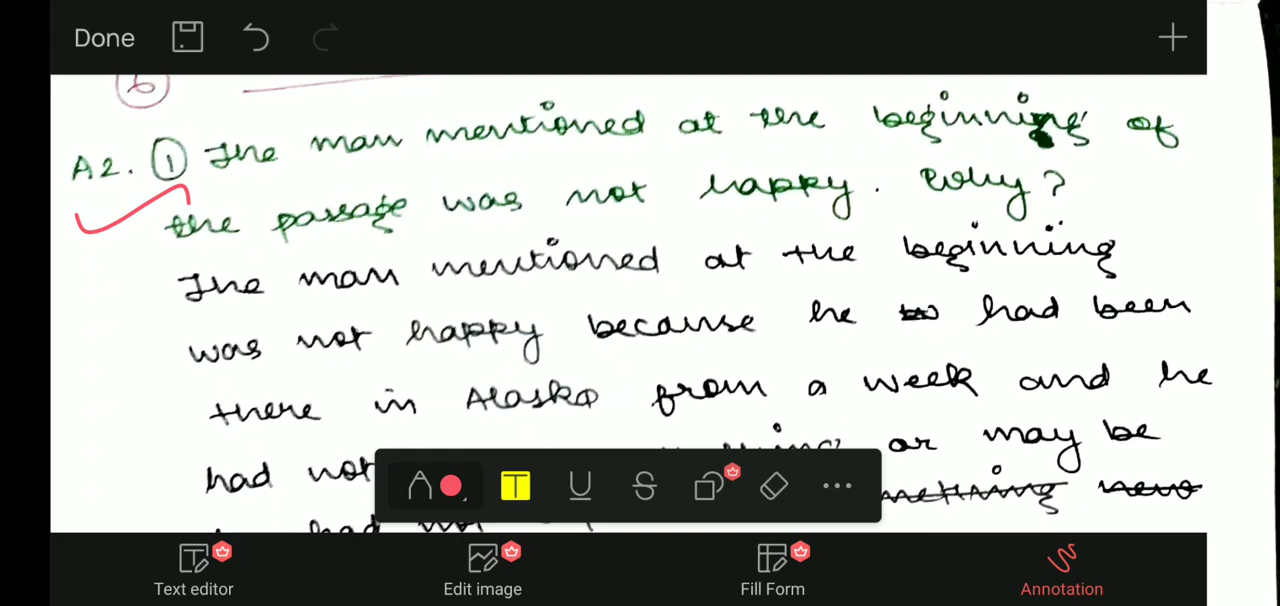 Done
6
A2. 1 The man mentioned at the beginning of
the passage was not happy. Why?
The man mentioned at the beginning
was not happy because he had been
there in Alaska from a week and he
had not or may be
had
T
U
S
Text editor
Edit image
Fill Form
Annotation